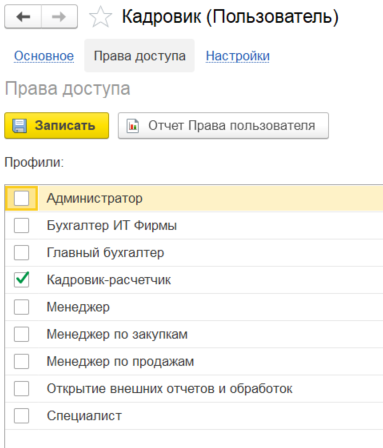 Кадровик (Пользователь)
Основное Права доступа Настройки
Права доступа
Записать Отчет Права пользователя
Профили:
Администратор
Бухгалтер ИТ Фирмы
Главный бухгалтер
Кадровик-расчетчик
Менеджер
Менеджер по закупкам
Менеджер по продажам
Открытие внешних отчетов и обработок
Специалист